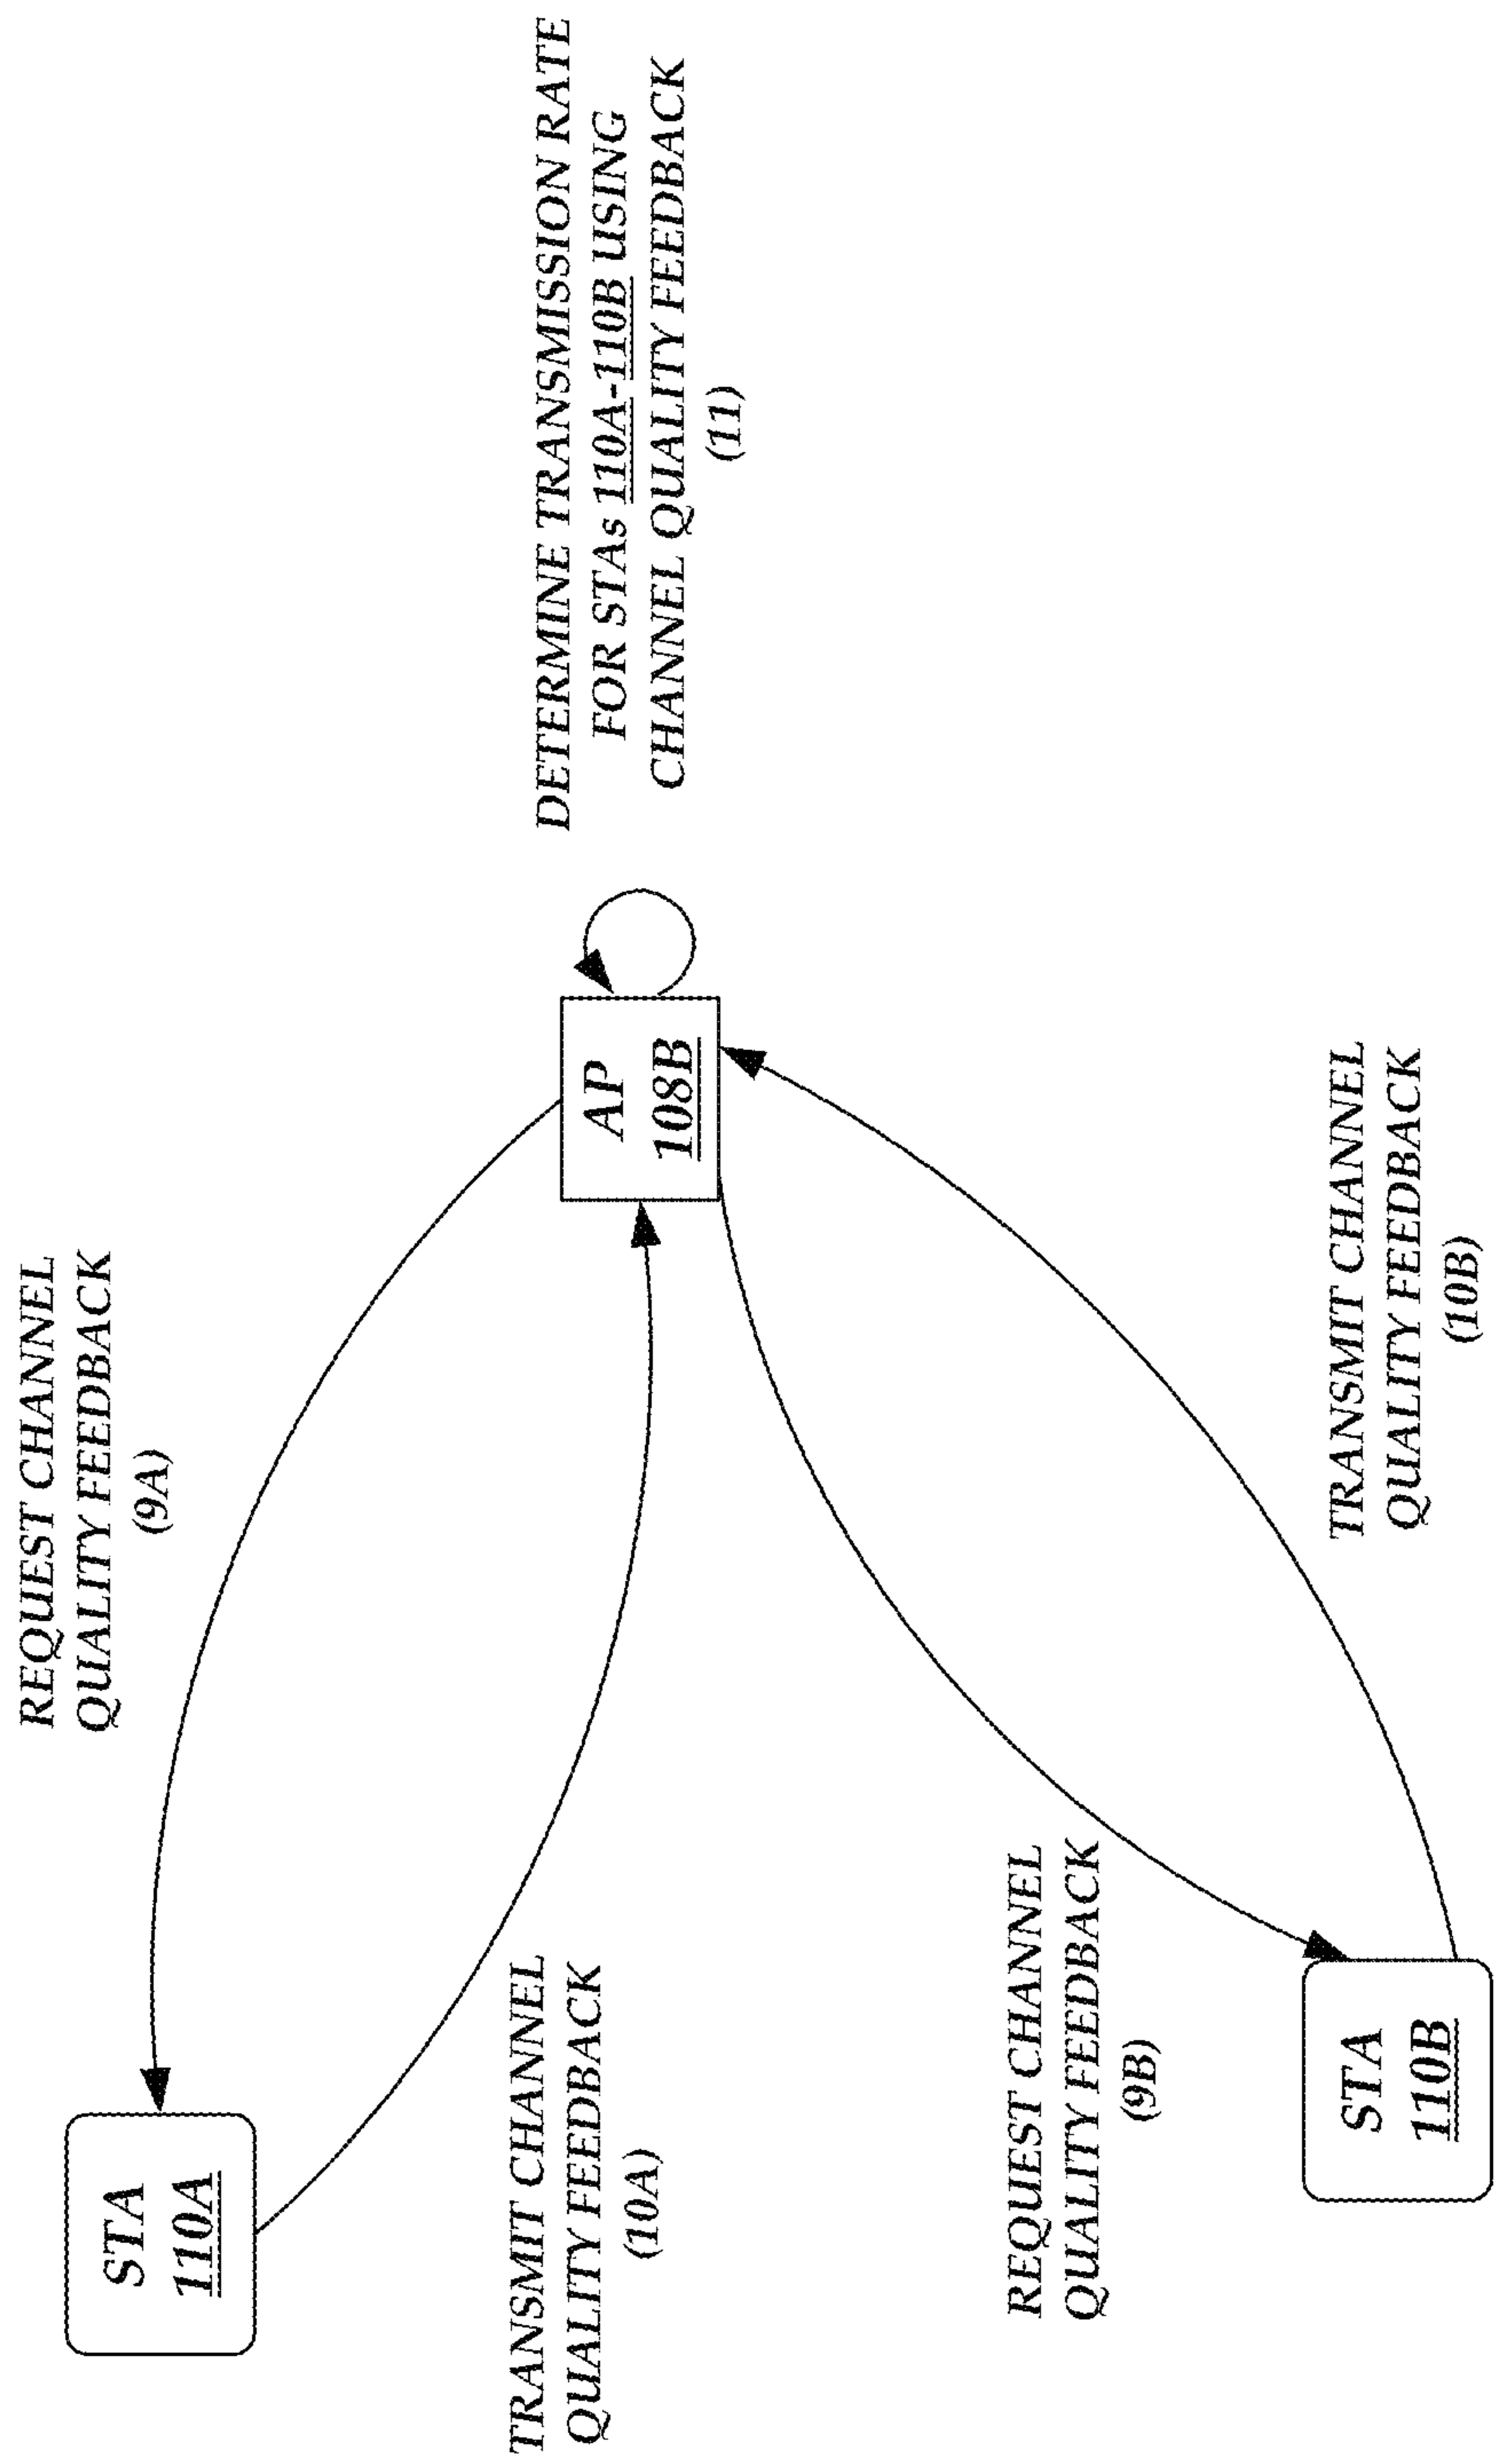 REQUEST CHANNEL
QUALITY FEEDBACK
(9A)
STA
110A
TRANSMIT CHANNEL
QUALITY FEEDBACK
(10A)
AP
108B
DETERMINE TRANSMISSION RATE
FOR STAs 110A-110B USING
CHANNEL QUALITY FEEDBACK
(11)
REQUEST CHANNEL
QUALITY FEEDBACK
(9B)
STA
110B
TRANSMIT CHANNEL
QUALITY FEEDBACK
(10B)